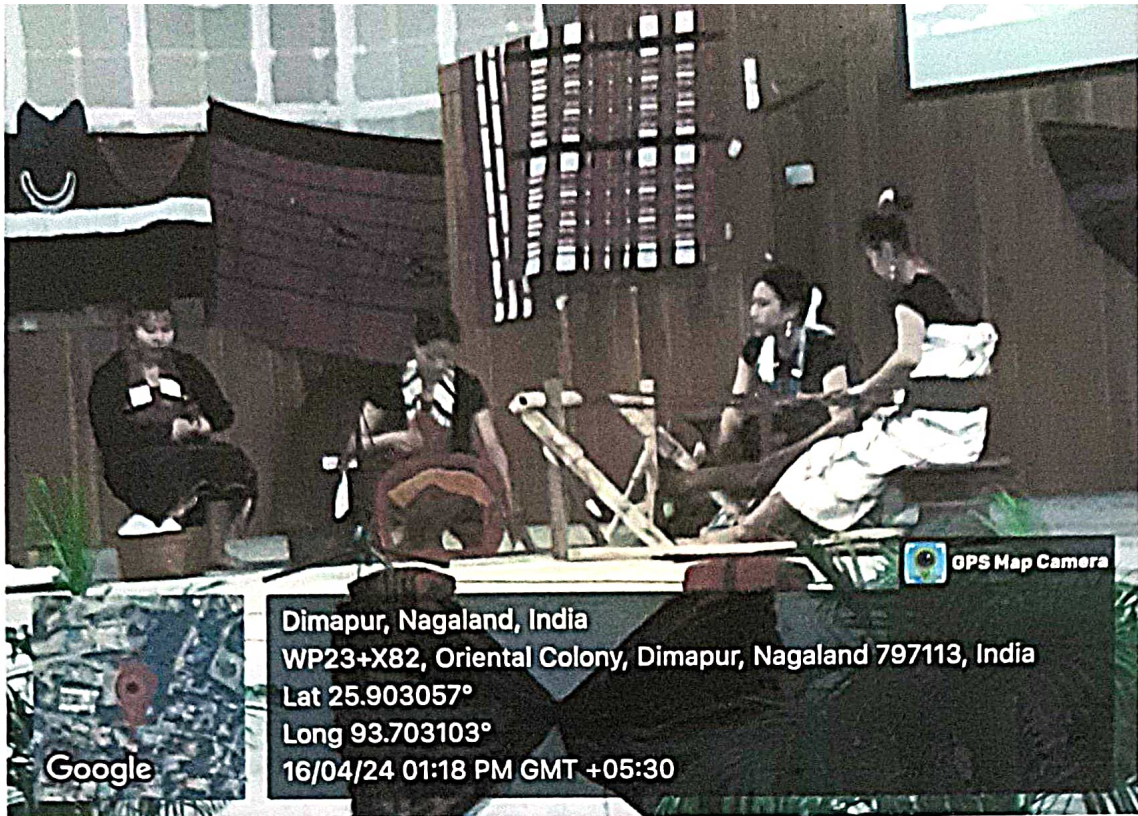 GPS Map Camera
Dimapur, Nagaland, India
WP23+X82, Oriental Colony, Dimapur, Nagaland 797113, India
Lat 25.903057°
Long 93.703103°
16/04/24 01:18 PM GMT +05:30
Google